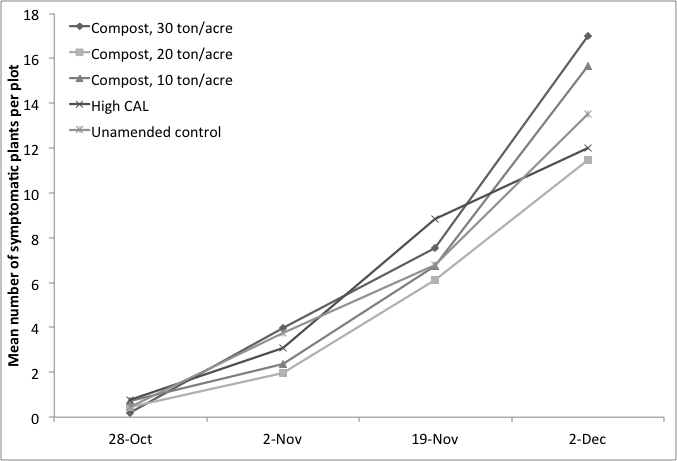 Mean number of symptomatic plants per plot
18
16
14
12
10
8
6
4
2
0
Compost, 30 ton/acre
Compost, 20 ton/acre
Compost, 10 ton/acre
High CAL
Unamended control
28-Oct 2-Nov 19-Nov 2-Dec